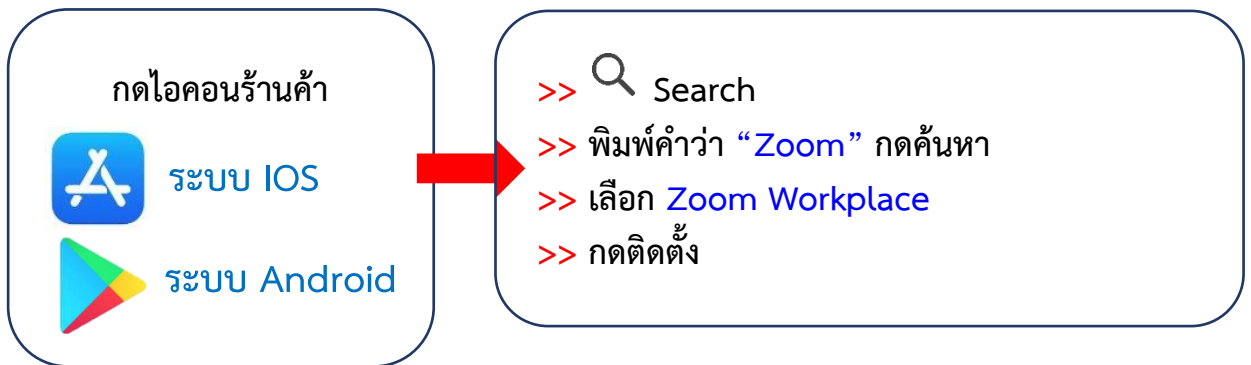 กดไอคอนร้านค้า
ระบบ IOS
ระบบ Android
>> Search
>> พิมพ์คำว่า “Zoom” กดค้นหา
>> เลือก Zoom Workplace
>> กดติดตั้ง